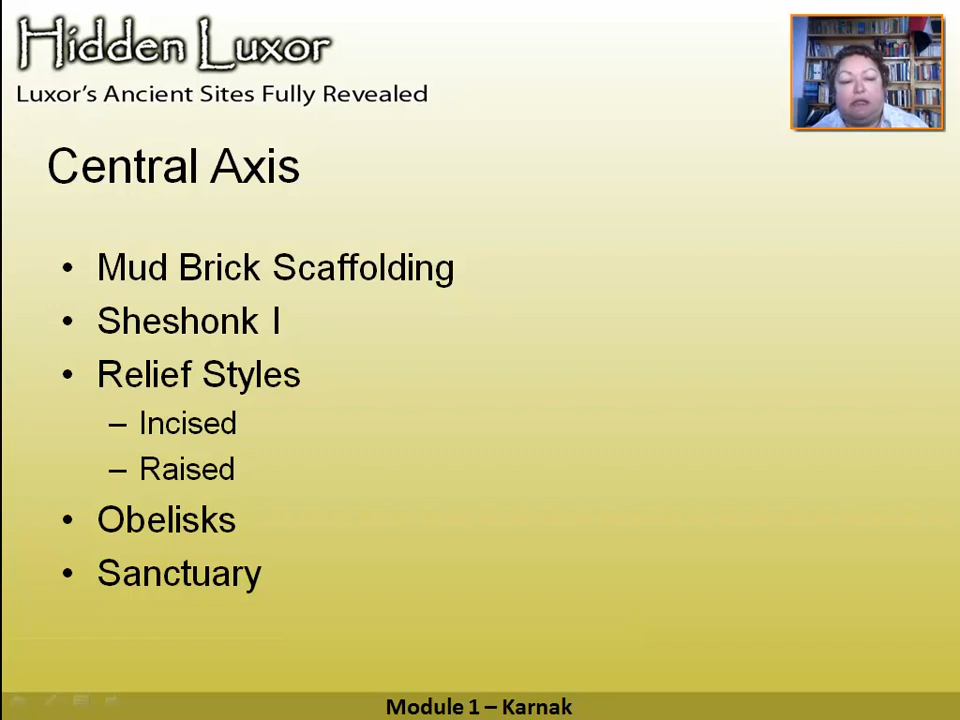 Hidden Luxor
Luxor's Ancient Sites Fully Revealed
Central Axis
• Mud Brick Scaffolding
• Sheshonk I
• Relief Styles
– Incised
– Raised
• Obelisks
• Sanctuary
Module 1 – Karnak